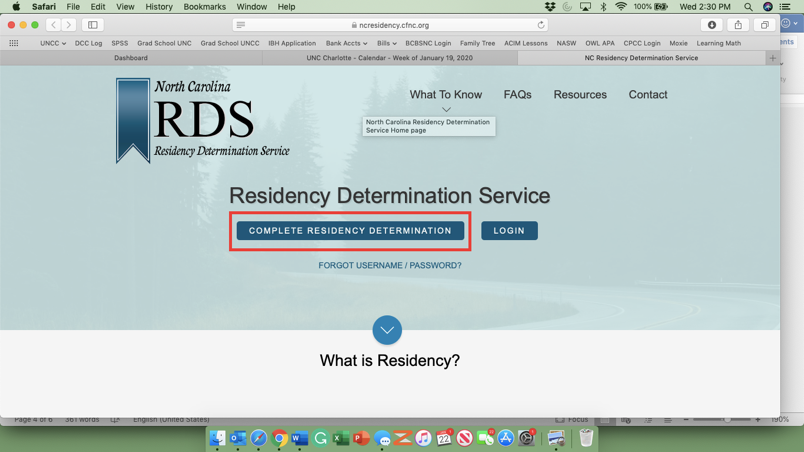 Safari File Edit View History Bookmarks Window Help 100% Wed 2:30 PM
ncresidency.cfnc.org
UNCC DCC Log SPSS Grad School UNC Grad School UNCC IBH Application Bank Accts Bills BCBSNC Login Family Tree ACIM Lessons NASW OWL APA CPCC Login Moxie Learning Math
Dashboard UNC Charlotte - Calendar - Week of January 19, 2020 NC Residency Determination Service
North Carolina
RDS
Residency Determination Service
What To Know FAQs Resources Contact
North Carolina Residency Determination
Service Home page
Residency Determination Service
COMPLETE RESIDENCY DETERMINATION LOGIN
FORGOT USERNAME / PASSWORD?
What is Residency?
Page 4 of 6 361 words English (United States) Focus 190%